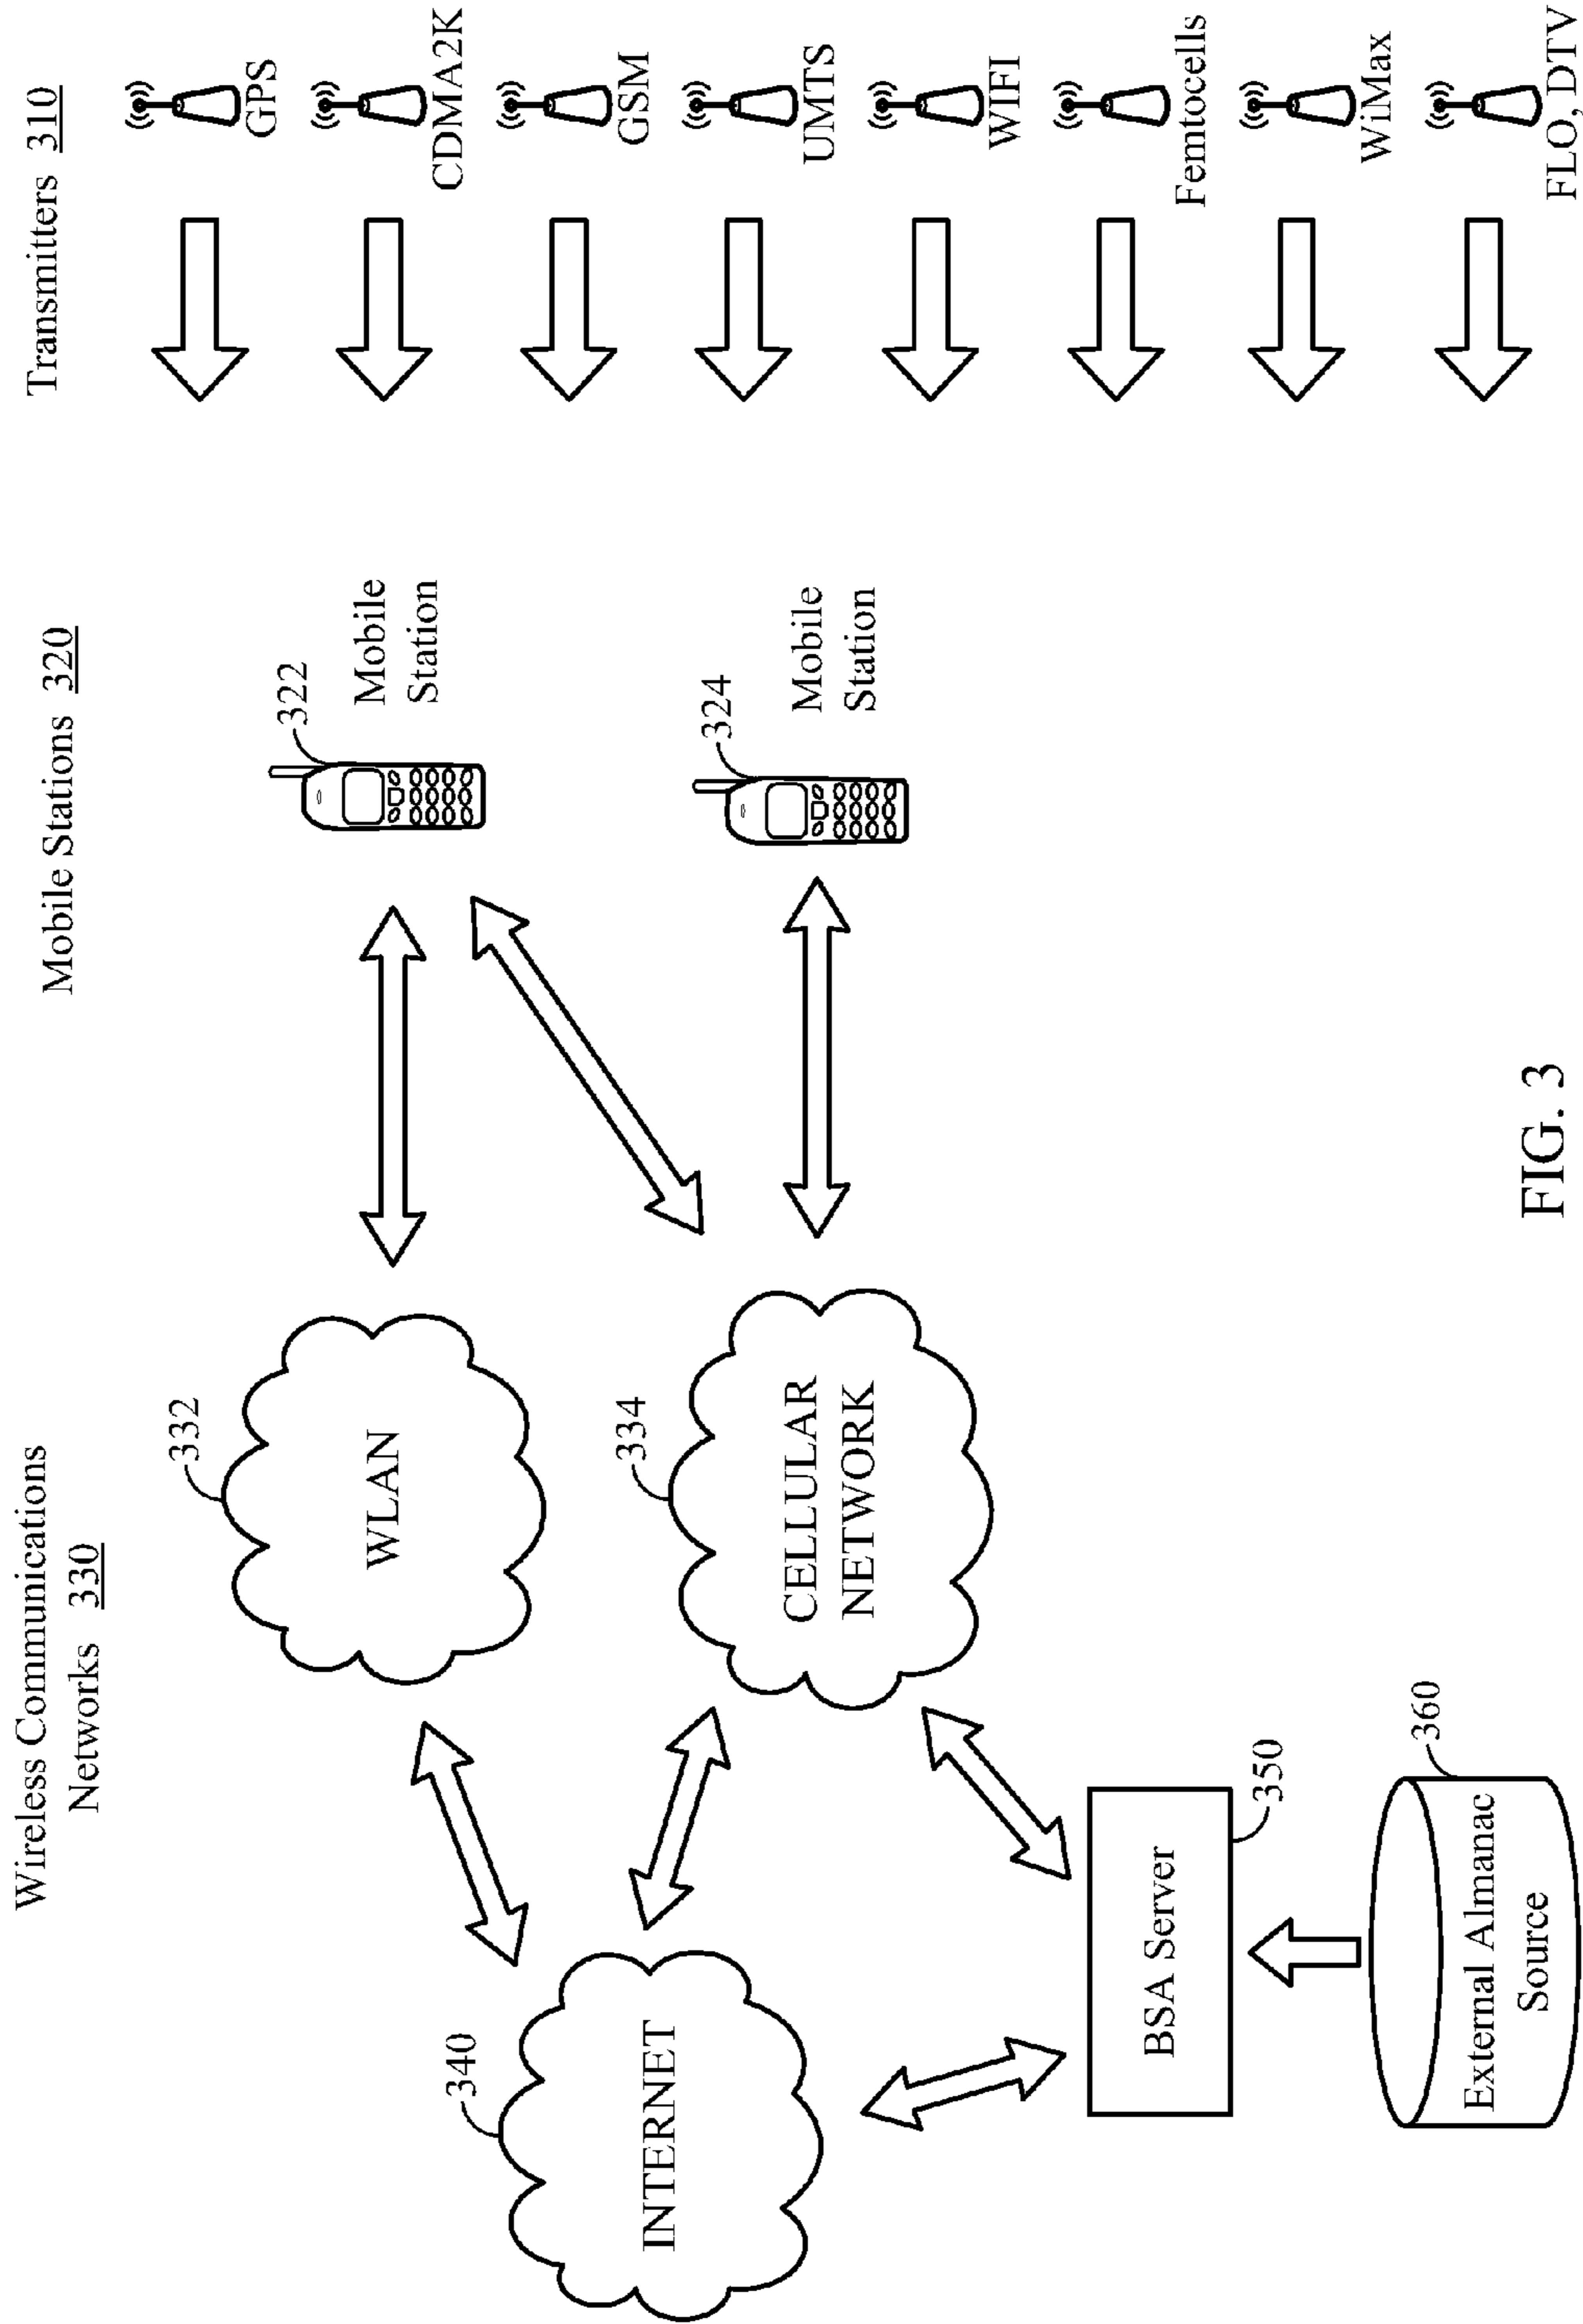 Wireless Communications
Networks 330
Mobile Stations 320
Transmitters 310
332
WLAN
334
CELLULAR
NETWORK
340
INTERNET
BSA Server
350
360
External Almanac
Source
322
Mobile
Station
324
Mobile
Station
GPS
CDMA2K
GSM
UMTS
WIFI
Femtocells
WiMax
FLO, DTV
FIG. 3